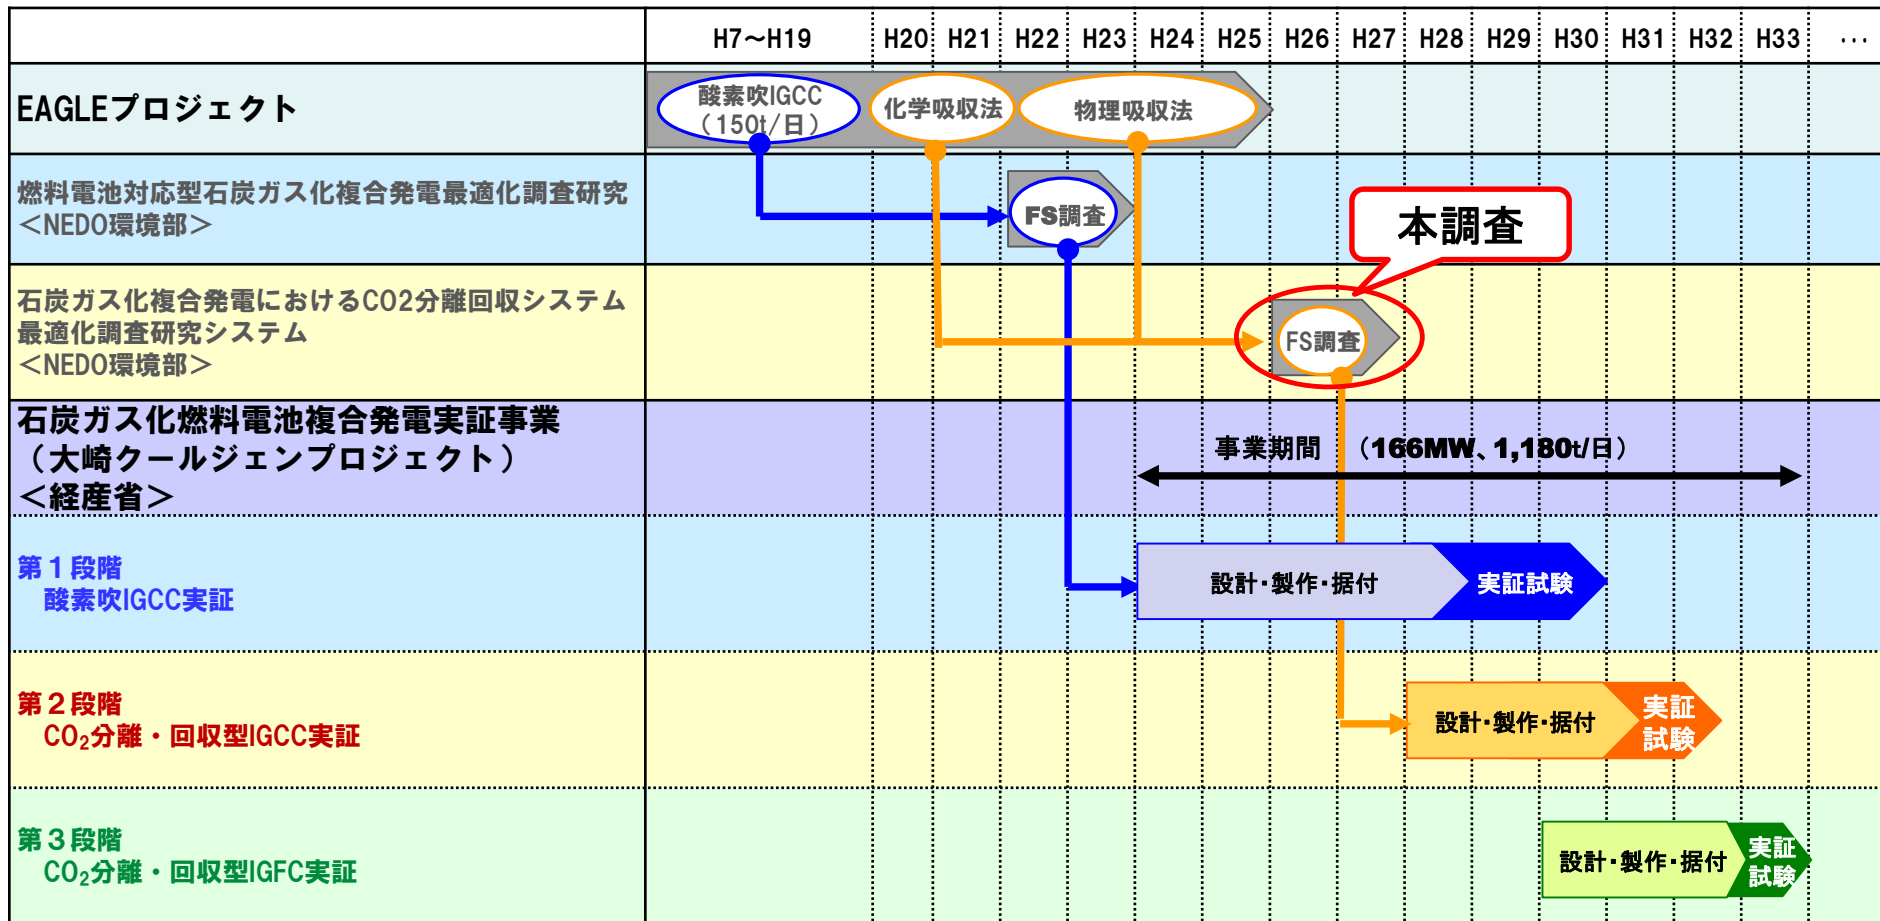 H7～H19 H20 H21 H22 H23 H24 H25 H26 H27 H28 H29 H30 H31 H32 H33 …
EAGLEプロジェクト
酸素吹IGCC
（150t/日）
化学吸収法
物理吸収法
燃料電池対応型石炭ガス化複合発電最適化調査研究
＜NEDO環境部＞
FS調査
本調査
石炭ガス化複合発電におけるCO2分離回収システム
最適化調査研究システム
＜NEDO環境部＞
FS調査
石炭ガス化燃料電池複合発電実証事業
（大崎クールジェンプロジェクト）
＜経産省＞
事業期間　（166MW、1,180t/日）
第１段階
酸素吹IGCC実証
設計・製作・据付
実証試験
第２段階
CO₂分離・回収型IGCC実証
設計・製作・据付
実証
試験
第３段階
CO₂分離・回収型IGFC実証
設計・製作・据付
実証
試験